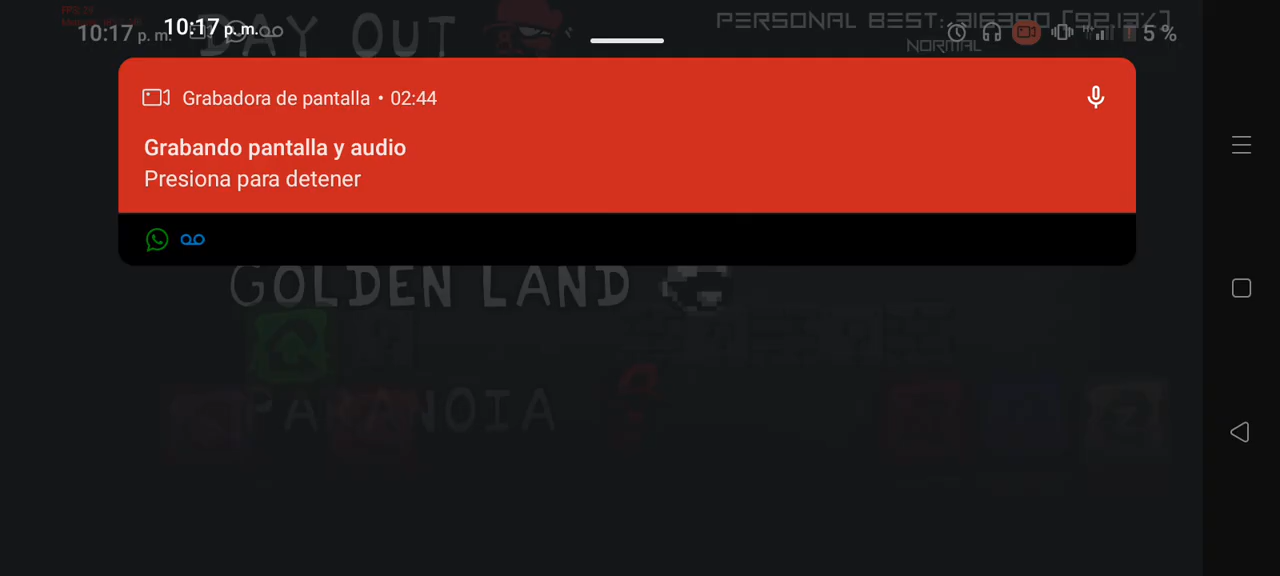 10:17 p. m.
10:17 p. m.
DAY OUT
PERSONAL BEST: 316380 [92.13%]
NORMAL
5 %
Grabadora de pantalla • 02:44
Grabando pantalla y audio
Presiona para detener
GOLDEN LAND
PARANOIA